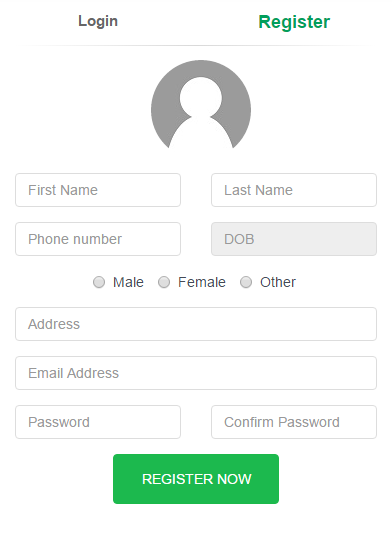 Login Register
First Name Last Name
Phone number DOB
Male Female Other
Address
Email Address
Password Confirm Password
REGISTER NOW